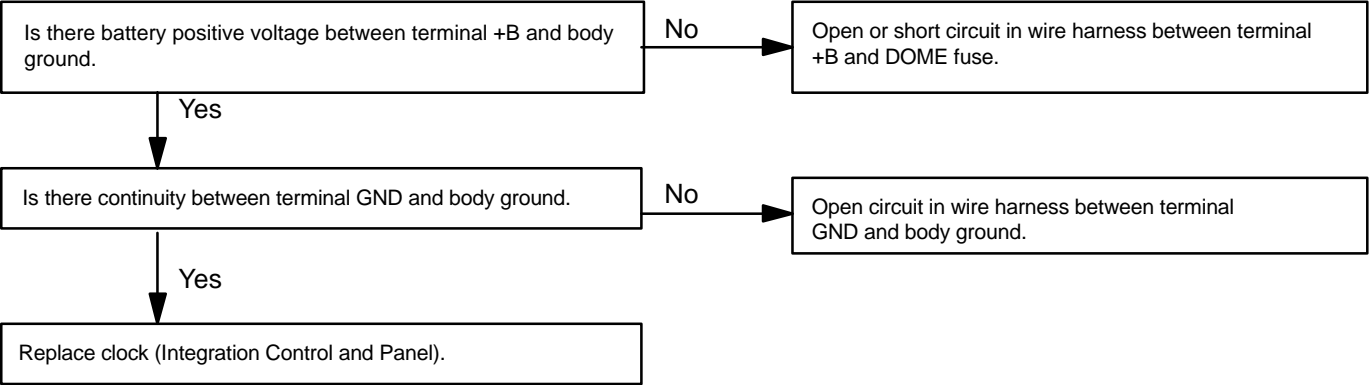 Is there battery positive voltage between terminal +B and body
ground.
No
Open or short circuit in wire harness between terminal
+B and DOME fuse.
Yes
Is there continuity between terminal GND and body ground.
No
Open circuit in wire harness between terminal
GND and body ground.
Yes
Replace clock (Integration Control and Panel).